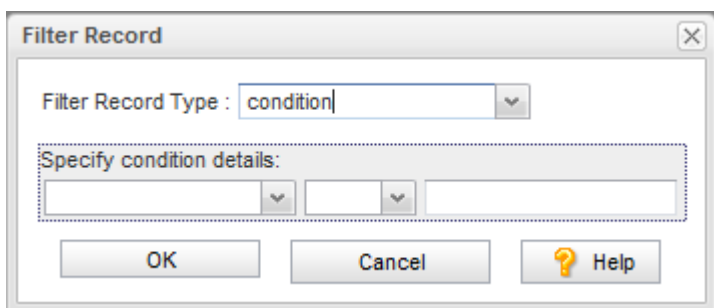 Filter Record
Filter Record Type : condition
Specify condition details:
OK Cancel Help